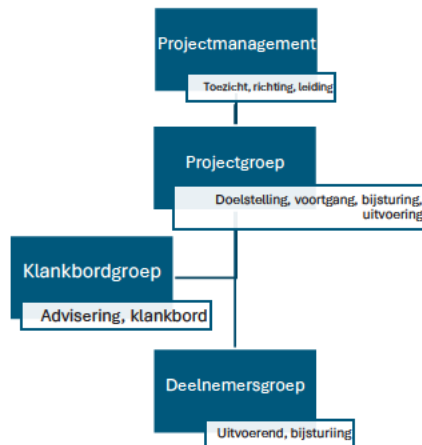 Projectmanagement
Toezicht, richting, leiding
Projectgroep
Doelstelling, voortgang, bijsturing,
uitvoering
Klankbordgroep
Advisering, klankbord
Deelnemersgroep
Uitvoerend, bijsturiing